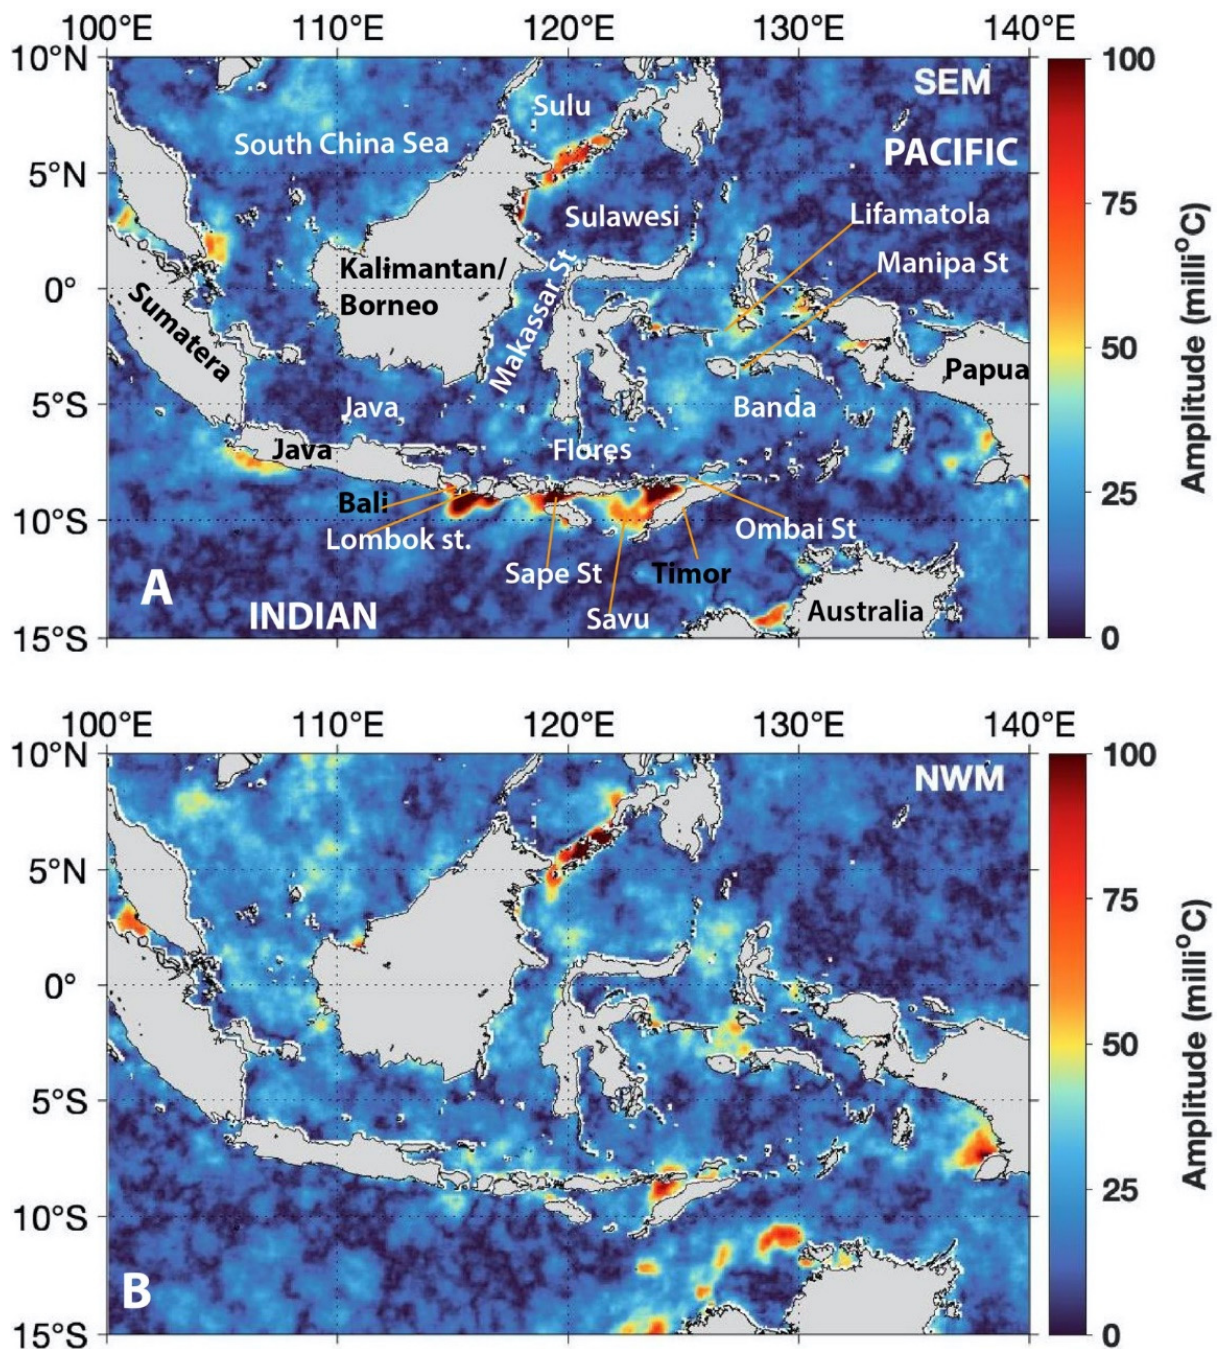 100°E 110°E 120°E 130°E 140°E
10°N
SEM
100
Sulu
South China Sea
PACIFIC
5°N
75
Sulawesi
Lifamatola
Manipa St
Kalimantan/
Borneo
0°
Sumatera
Makassar St
50
Papua
5°S
Java
Banda
Java
Flores
Bali
25
10°S
Lombok st.
Ombai St
Sape St
Timor
A
INDIAN
Savu
Australia
15°S
0
Amplitude (milli°C)
100°E 110°E 120°E 130°E 140°E
10°N
NWM
100
5°N
75
0°
50
5°S
25
10°S
B
15°S
0
Amplitude (milli°C)